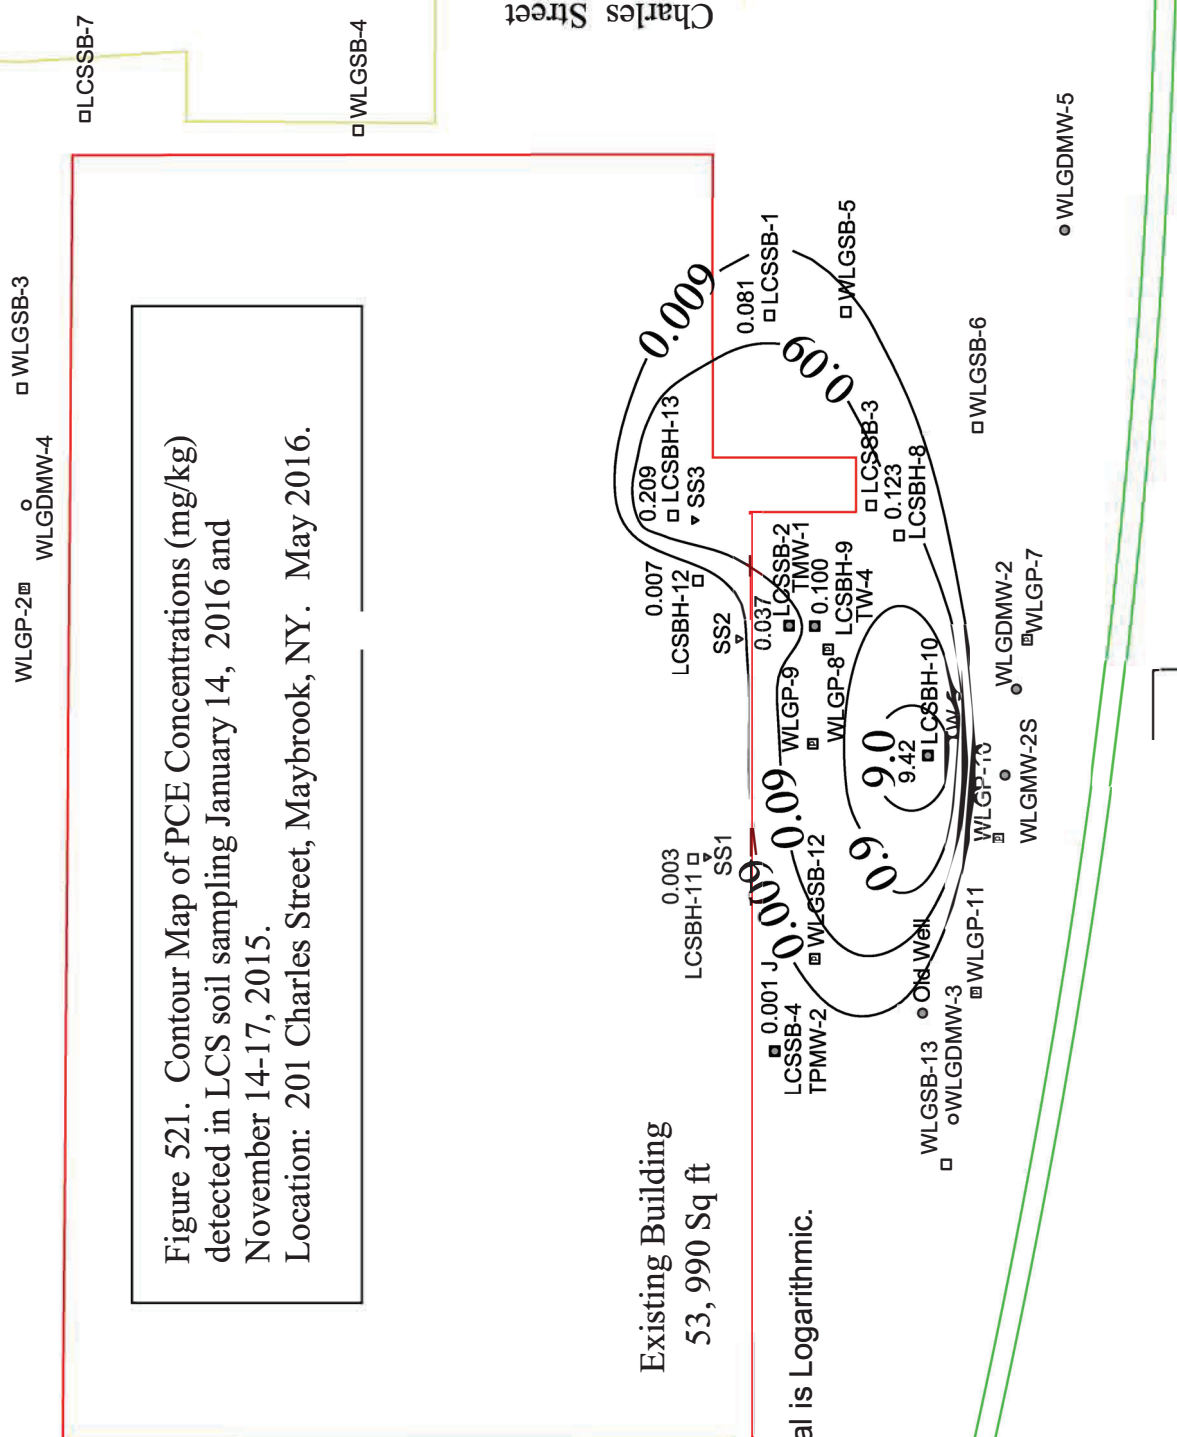 Figure 521. Contour Map of PCE Concentrations (mg/kg)
detected in LCS soil sampling January 14, 2016 and
November 14-17, 2015.
Location: 201 Charles Street, Maybrook, NY. May 2016.
WLGP-2
WLGDMW-4
WLGSB-3
LCSSB-7
WLGSB-4
Charles Street
Existing Building
53, 990 Sq ft
al is Logarithmic.
0.003
LCSBH-11
SS1
0.007
LCSBH-12
SS2
0.209
LCSBH-13
SS3
0.009
0.081
LCSSB-1
0.09
WLGSB-5
WLGDMW-5
WLGSB-6
0.037
LCSSB-2
TMW-1
0.100
LCSBH-9
TW-4
LCSSB-3
0.123
LCSBH-8
WLGP-9
WLGP-8
0.009
0.09
0.9
9.0
9.42
LCSBH-10
WLGSB-12
0.001 J
LCSSB-4
TPMW-2
Old Well
WLGDMW-3
WLGSB-13
WLGP-11
WLGP-10
WLGMW-2S
WLGDMW-2
WLGP-7